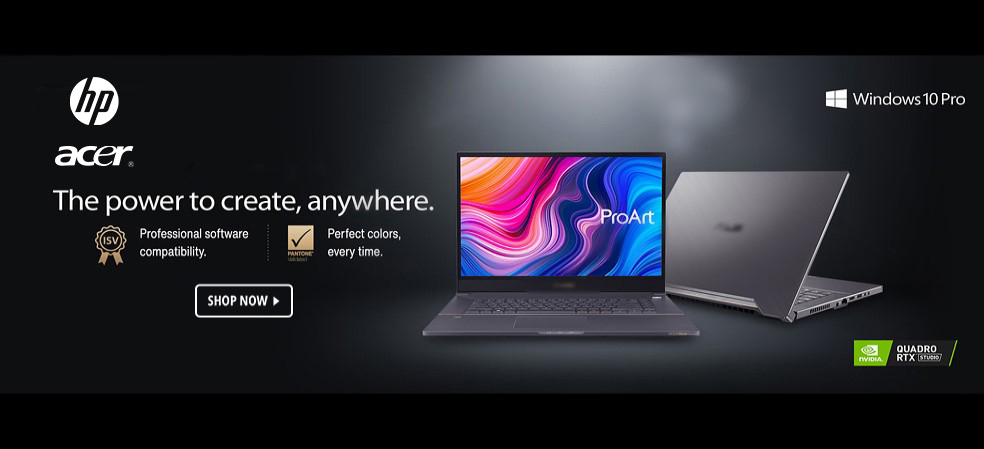 hp
acer
Windows 10 Pro
The power to create, anywhere.
ISV
Professional software
compatibility.
PANTONE
Perfect colors,
every time.
SHOP NOW
ProArt
NVIDIA.
QUADRO
RTX STUDIO